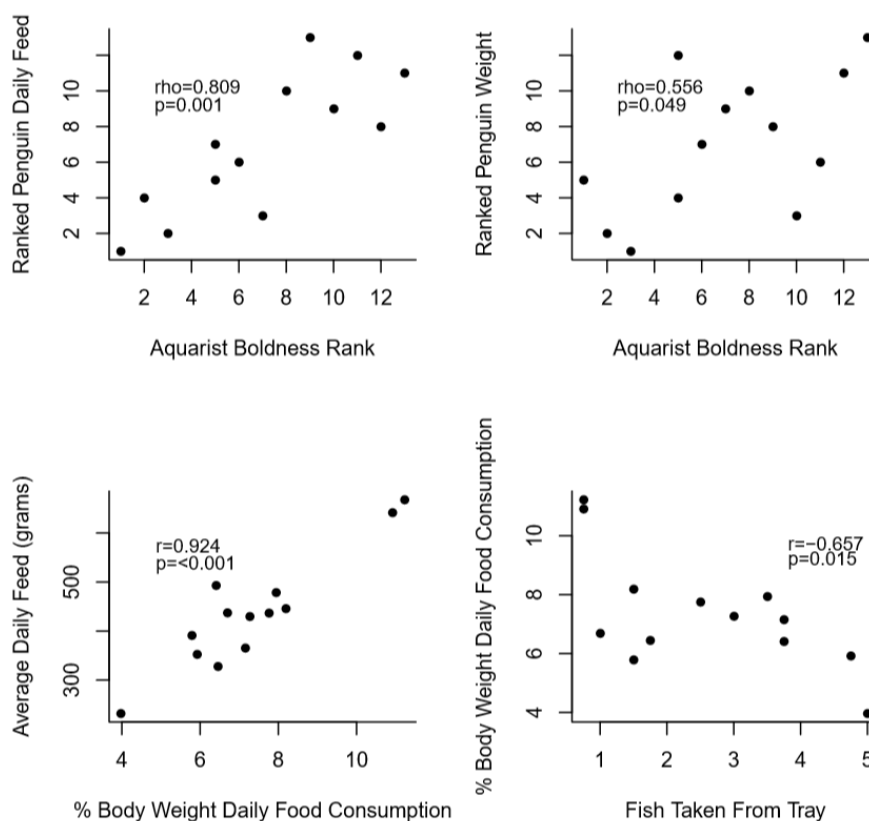 Ranked Penguin Daily Feed
10
8
6
4
2
rho=0.809
p=0.001
2 4 6 8 10 12
Aquarist Boldness Rank
Ranked Penguin Weight
10
8
6
4
2
rho=0.556
p=0.049
2 4 6 8 10 12
Aquarist Boldness Rank
Average Daily Feed (grams)
500
300
r=0.924
p=<0.001
4 6 8 10
% Body Weight Daily Food Consumption
% Body Weight Daily Food Consumption
10
8
6
4
r=−0.657
p=0.015
1 2 3 4 5
Fish Taken From Tray